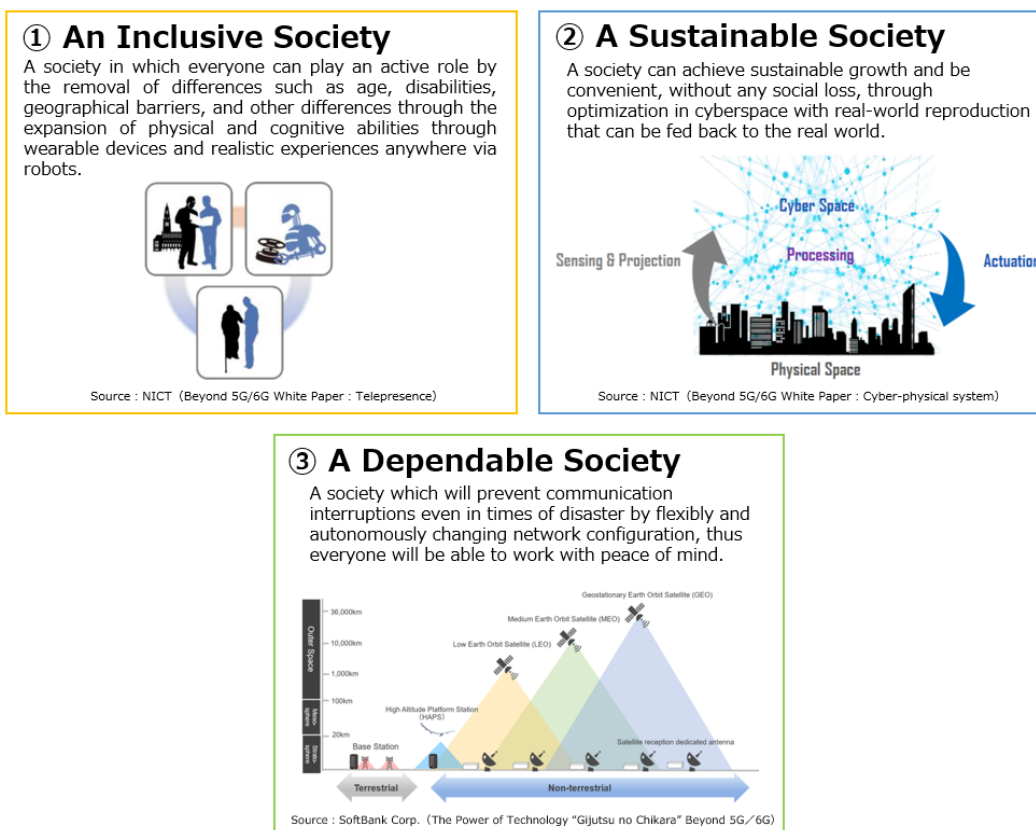 ① An Inclusive Society
A society in which everyone can play an active role by
the removal of differences such as age, disabilities,
geographical barriers, and other differences through the
expansion of physical and cognitive abilities through
wearable devices and realistic experiences anywhere via
robots.
Source : NICT（Beyond 5G/6G White Paper : Telepresence）
② A Sustainable Society
A society can achieve sustainable growth and be
convenient, without any social loss, through
optimization in cyberspace with real-world reproduction
that can be fed back to the real world.
Cyber Space
Sensing & Projection
Processing
Actuation
Physical Space
Source : NICT（Beyond 5G/6G White Paper : Cyber-physical system）
③ A Dependable Society
A society which will prevent communication
interruptions even in times of disaster by flexibly and
autonomously changing network configuration, thus
everyone will be able to work with peace of mind.
Geostationary Earth Orbit Satellite (GEO)
36,000km
Medium Earth Orbit Satellite (MEO)
Outer Space
10,000km
Low Earth Orbit Satellite (LEO)
1,000km
100km
High Altitude Platform Station
（HAPS）
Meso-
sphere
20km
Base Station
Satellite reception dedicated antenna
Strato-
sphere
Terrestrial
Non-terrestrial
Source : SoftBank Corp.（The Power of Technology “Gijutsu no Chikara” Beyond 5G／6G）